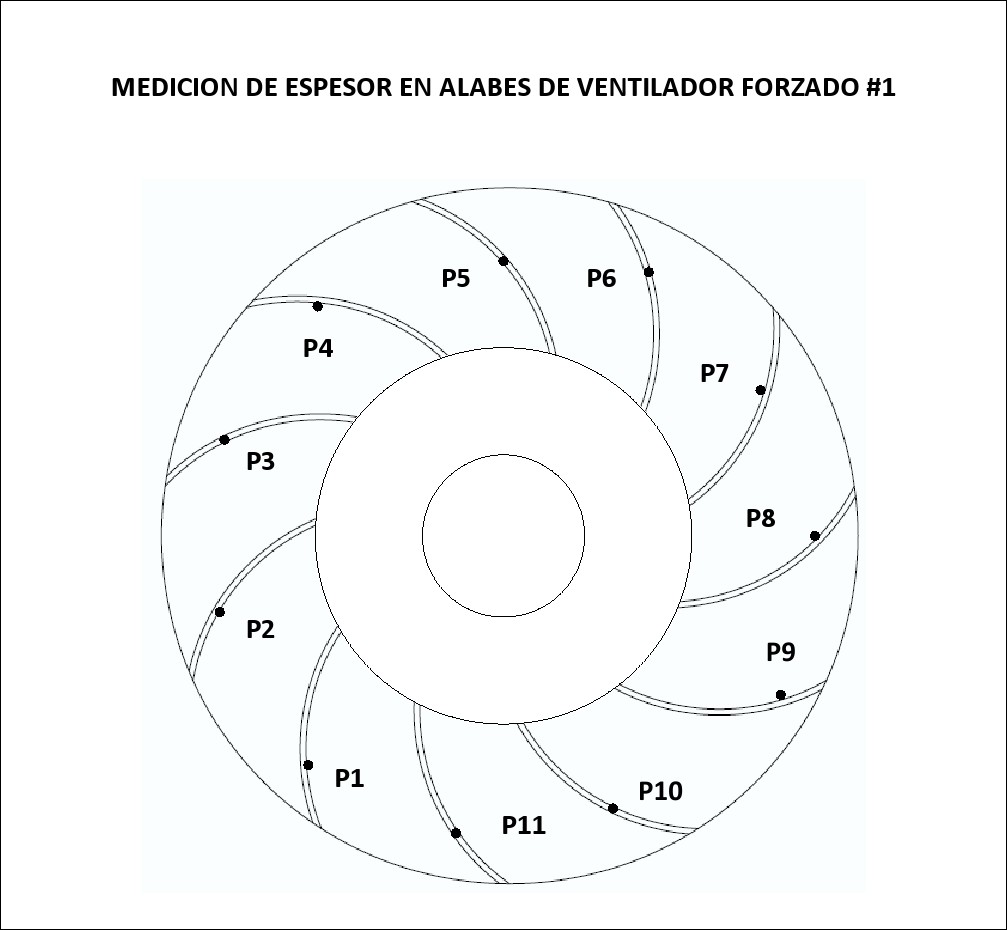 MEDICION DE ESPESOR EN ALABES DE VENTILADOR FORZADO #1
P5
P6
P4
P7
P3
P8
P2
P9
P1
P10
P11